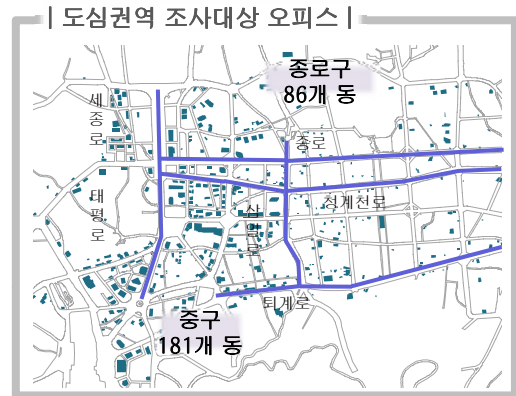 | 도심권역 조사대상 오피스 |
종로구
86개 동
세종로
종로
태평로
삼일로
청계천로
퇴계로
중구
181개 동